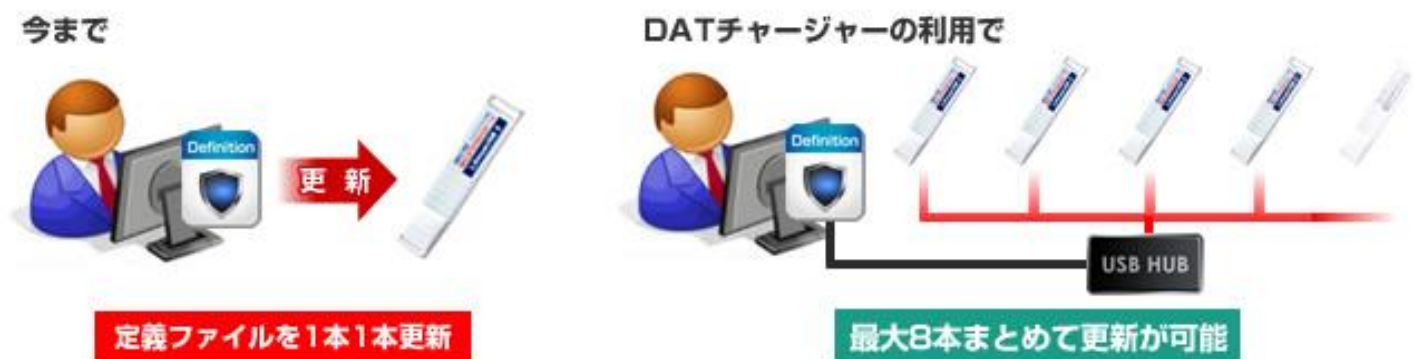 今まで
Definition
更新
定義ファイルを1本1本更新
DATチャージャーの利用で
Definition
USB HUB
最大8本まとめて更新が可能